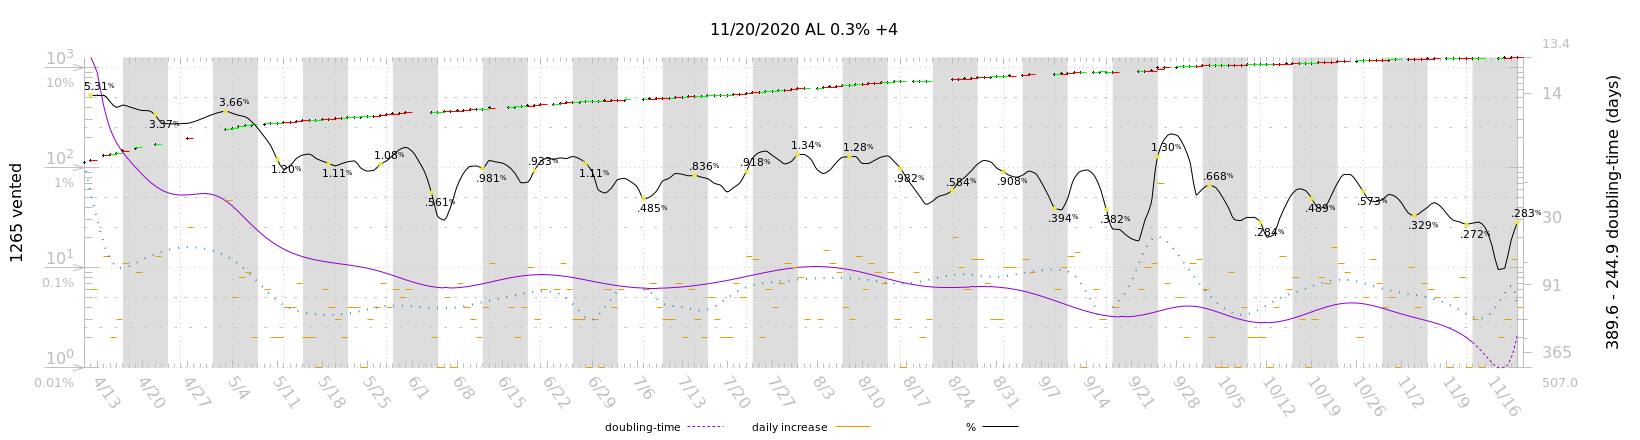 11/20/2020 AL 0.3% +4
10³ 13.4
10%
5.31% 3.37% 3.66% 1.20% 1.11% 1.08% .561% .981% .933% 1.11% .485% .836% .918% 1.34% 1.28% .982% .584% .908% .394% .382% 1.30% .668% .284% .489% .573% .329% .272% .283%
14
10²
1%
30
10¹
0.1%
91
10⁰
365
0.01% 507.0
1265 vented
389.6 - 244.9 doubling-time (days)
4/13 4/20 4/27 5/4 5/11 5/18 5/25 6/1 6/8 6/15 6/22 6/29 7/6 7/13 7/20 7/27 8/3 8/10 8/17 8/24 8/31 9/7 9/14 9/21 9/28 10/5 10/12 10/19 10/26 11/2 11/9 11/16
doubling-time daily increase %